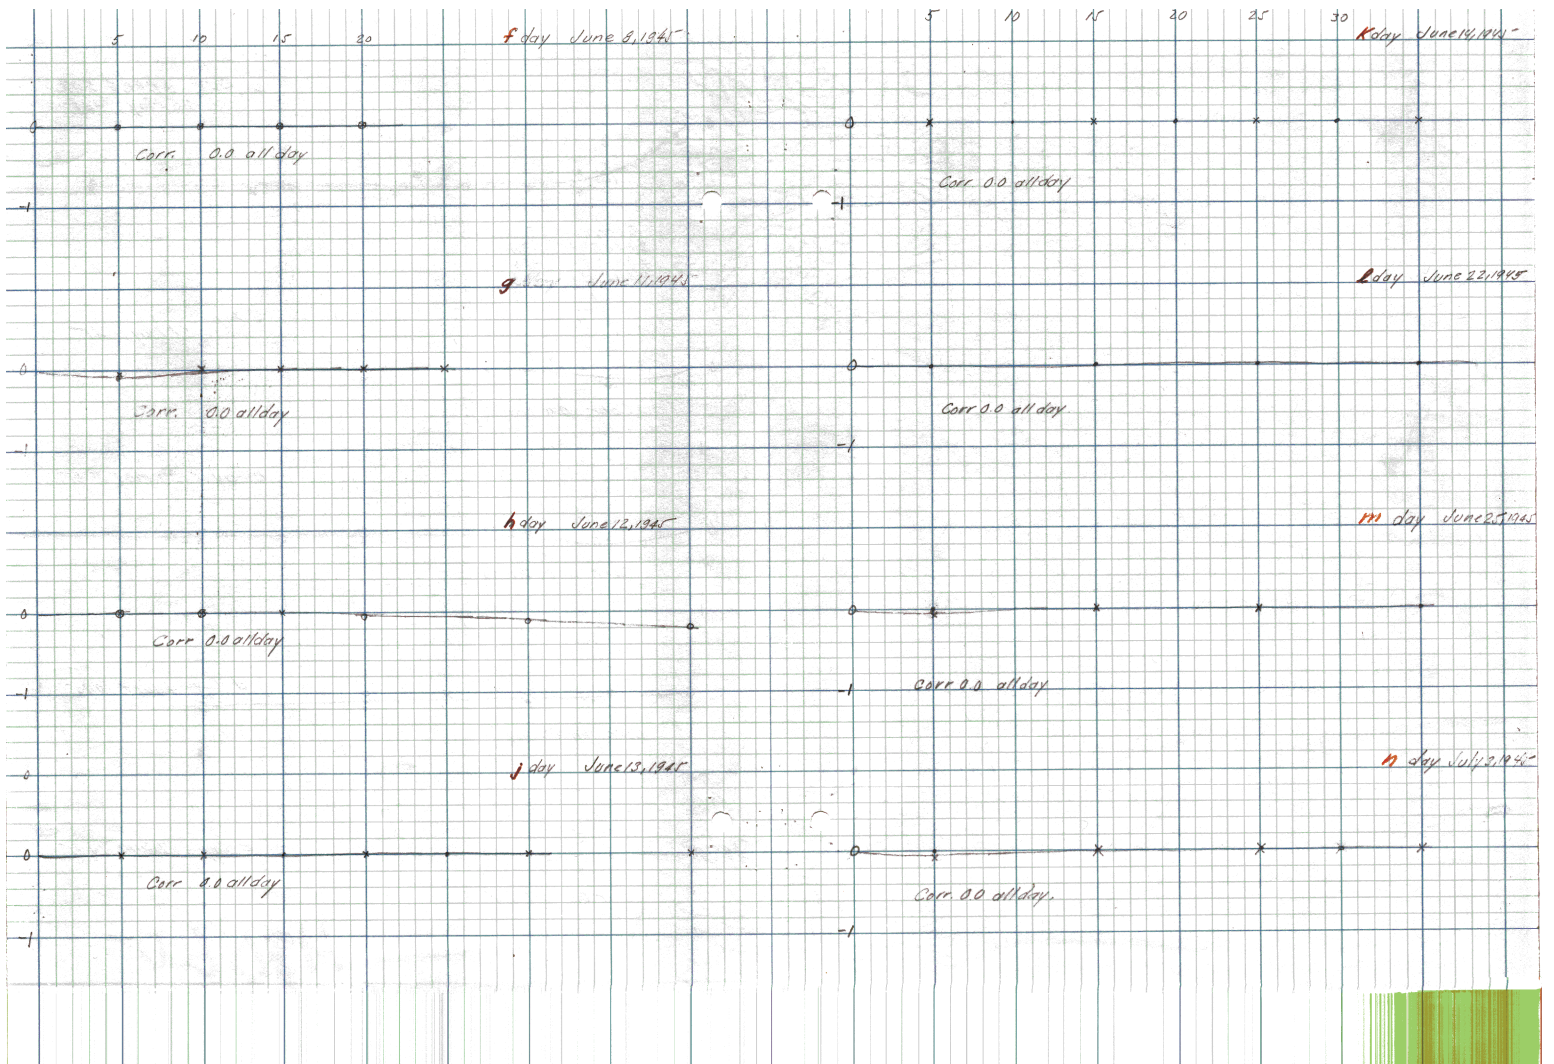 5 10 15 20
f day June 8, 1945
0
Corr. 0.0 all day
-1
g June 11, 1945
0
Corr. 0.0 all day
-1
h day June 12, 1945
0
Corr 0.0 all day
-1
j day June 13, 1945
0
0
Corr 0.0 all day
-1
5 10 15 20 25 30
K day June 14, 1945
0
Corr 0.0 all day
-1
l day June 22, 1945
0
Corr 0.0 all day
-1
m day June 25, 1945
0
Corr 0.0 all day
-1
n day July 3, 1945
0
Corr. 0.0 all day.
-1